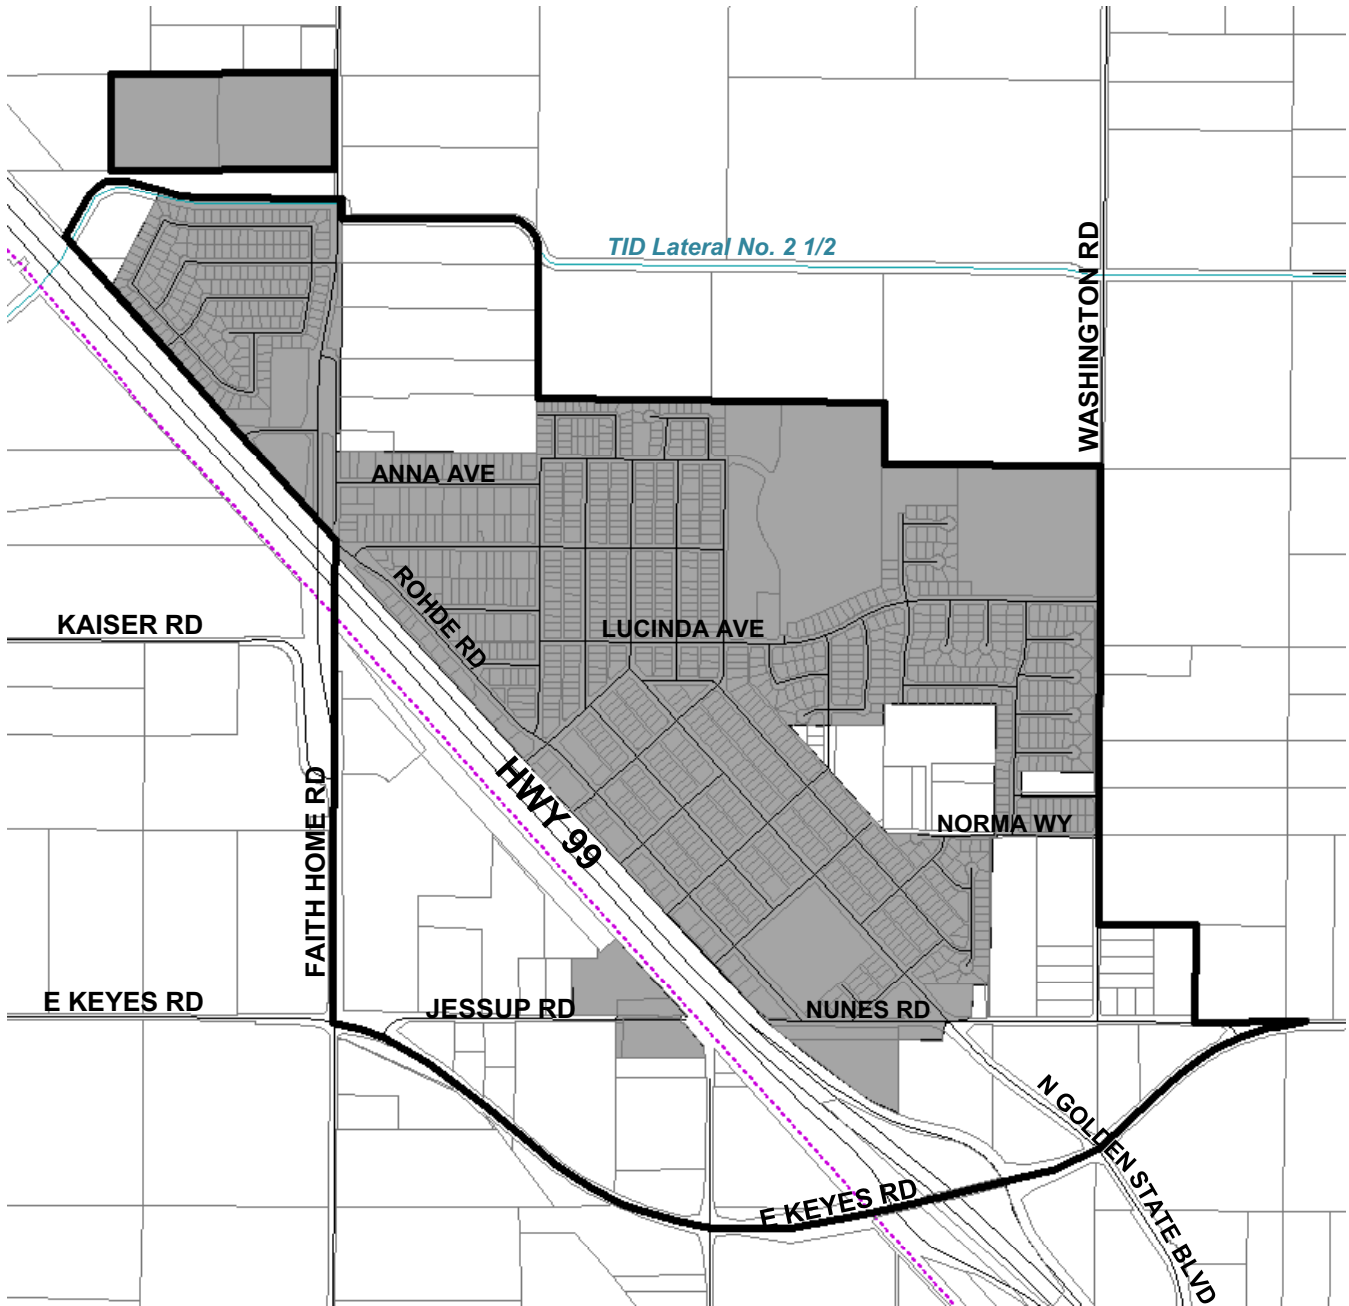 TID Lateral No. 2 1/2
WASHINGTON RD
ANNA AVE
ROHDE RD
KAISER RD
LUCINDA AVE
HWY 99
FAITH HOME RD
NORMA WY
E KEYES RD
JESSUP RD
NUNES RD
N GOLDEN STATE BLVD
E KEYES RD